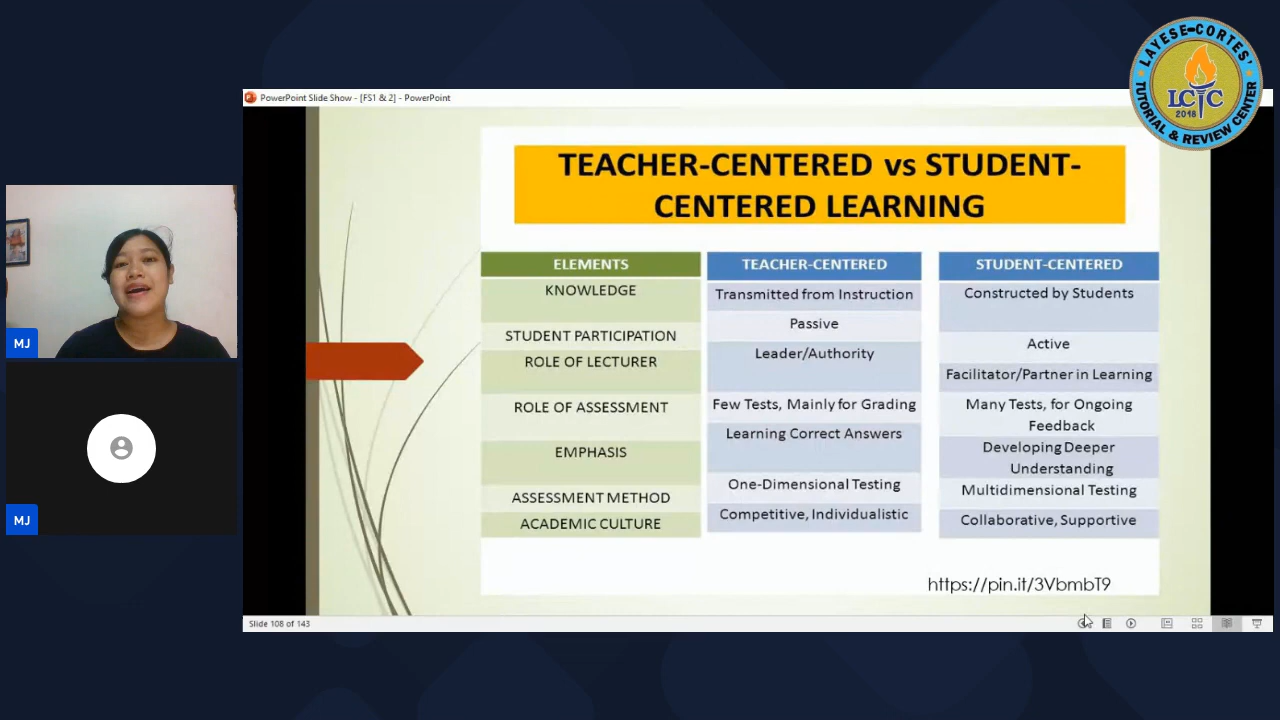 LAYESE-CORTES'
LCTC
2018
TUTORIAL & REVIEW CENTER
PowerPoint Slide Show - [FS1 & 2] - PowerPoint
TEACHER-CENTERED vs STUDENT-
CENTERED LEARNING
ELEMENTS
KNOWLEDGE
STUDENT PARTICIPATION
ROLE OF LECTURER
ROLE OF ASSESSMENT
EMPHASIS
ASSESSMENT METHOD
ACADEMIC CULTURE
TEACHER-CENTERED
Transmitted from Instruction
Passive
Leader/Authority
Few Tests, Mainly for Grading
Learning Correct Answers
One-Dimensional Testing
Competitive, Individualistic
STUDENT-CENTERED
Constructed by Students
Active
Facilitator/Partner in Learning
Many Tests, for Ongoing
Feedback
Developing Deeper
Understanding
Multidimensional Testing
Collaborative, Supportive
https://pin.it/3VbmbT9
Slide 108 of 143
MJ
MJ